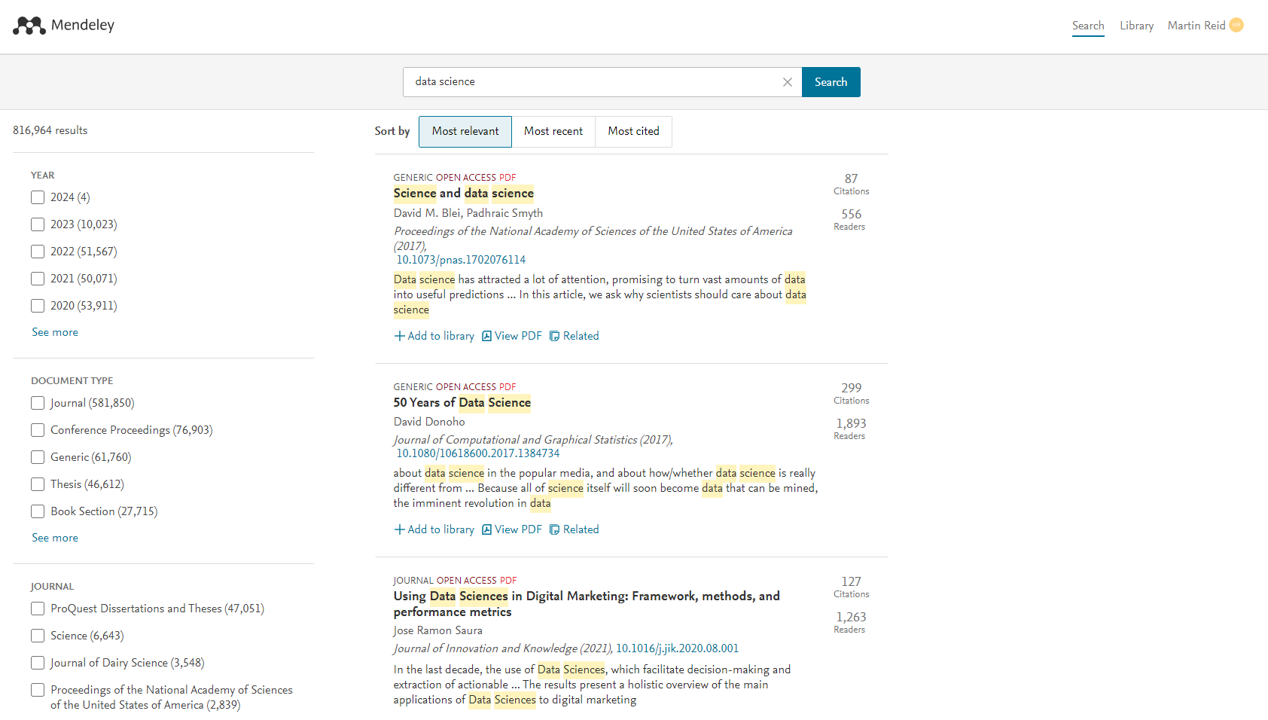 Mendeley
Search
Library
Martin Reid
data science
Search
816,964 results
YEAR
2024 (4)
2023 (10,023)
2022 (51,567)
2021 (50,071)
2020 (53,911)
See more
DOCUMENT TYPE
Journal (581,850)
Conference Proceedings (76,903)
Generic (61,760)
Thesis (46,612)
Book Section (27,715)
See more
JOURNAL
ProQuest Dissertations and Theses (47,051)
Science (6,643)
Journal of Dairy Science (3,548)
Proceedings of the National Academy of Sciences
of the United States of America (2,839)
Sort by
Most relevant
Most recent
Most cited
GENERIC OPEN ACCESS PDF
Science and data science
David M. Blei, Padhraic Smyth
Proceedings of the National Academy of Sciences of the United States of America
(2017),
10.1073/pnas.1702076114
Data science has attracted a lot of attention, promising to turn vast amounts of data
into useful predictions ... In this article, we ask why scientists should care about data
science
Add to library View PDF Related
87
Citations
556
Readers
GENERIC OPEN ACCESS PDF
50 Years of Data Science
David Donoho
Journal of Computational and Graphical Statistics (2017),
10.1080/10618600.2017.1384734
about data science in the popular media, and about how/whether data science is really
different from ... Because all of science itself will soon become data that can be mined,
the imminent revolution in data
Add to library View PDF Related
299
Citations
1,893
Readers
JOURNAL OPEN ACCESS PDF
Using Data Sciences in Digital Marketing: Framework, methods, and
performance metrics
Jose Ramon Saura
Journal of Innovation and Knowledge (2021), 10.1016/j.jik.2020.08.001
In the last decade, the use of Data Sciences, which facilitate decision-making and
extraction of actionable ... The results present a holistic overview of the main
applications of Data Sciences to digital marketing
127
Citations
1,263
Readers